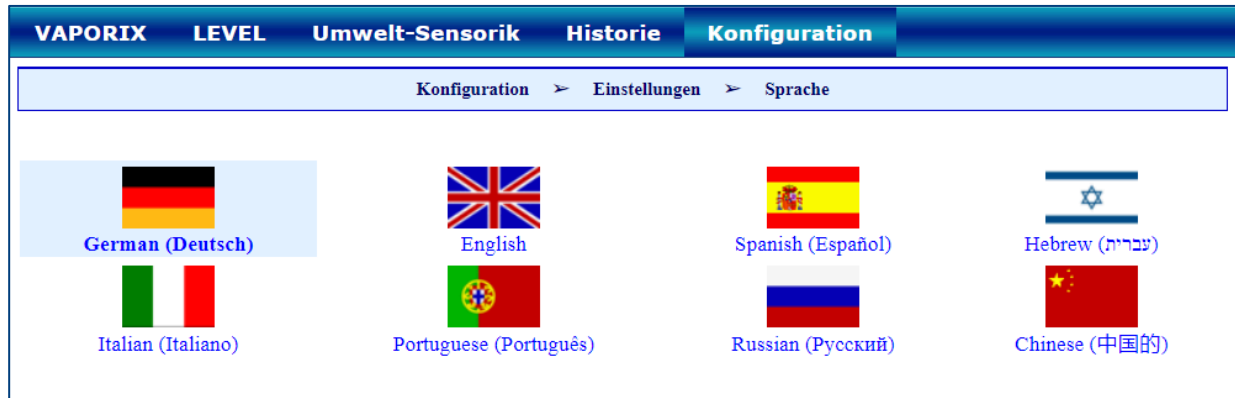 VAPORIX LEVEL Umwelt-Sensorik Historie Konfiguration
Konfiguration ➢ Einstellungen ➢ Sprache
German (Deutsch) English Spanish (Español) Hebrew (עברית)
Italian (Italiano) Portuguese (Português) Russian (Русский) Chinese (中国的)